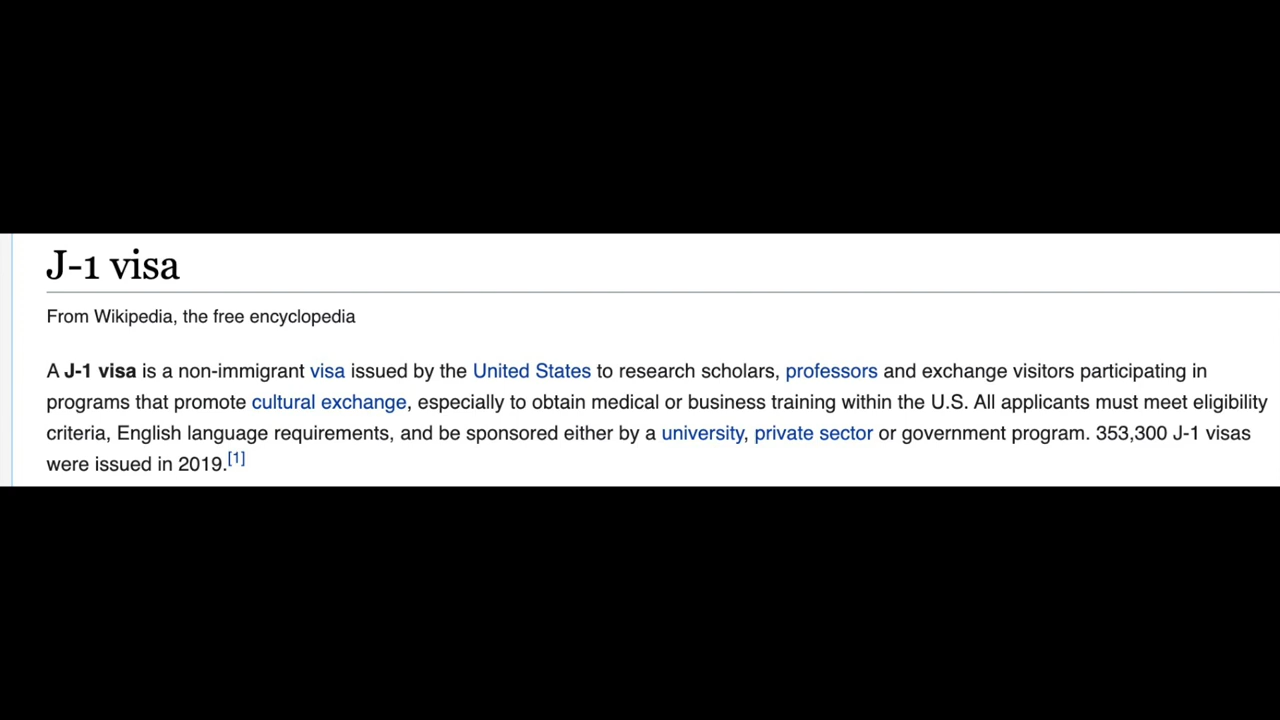 J-1 visa
From Wikipedia, the free encyclopedia
A J-1 visa is a non-immigrant visa issued by the United States to research scholars, professors and exchange visitors participating in
programs that promote cultural exchange, especially to obtain medical or business training within the U.S. All applicants must meet eligibility
criteria, English language requirements, and be sponsored either by a university, private sector or government program. 353,300 J-1 visas
were issued in 2019.[1]